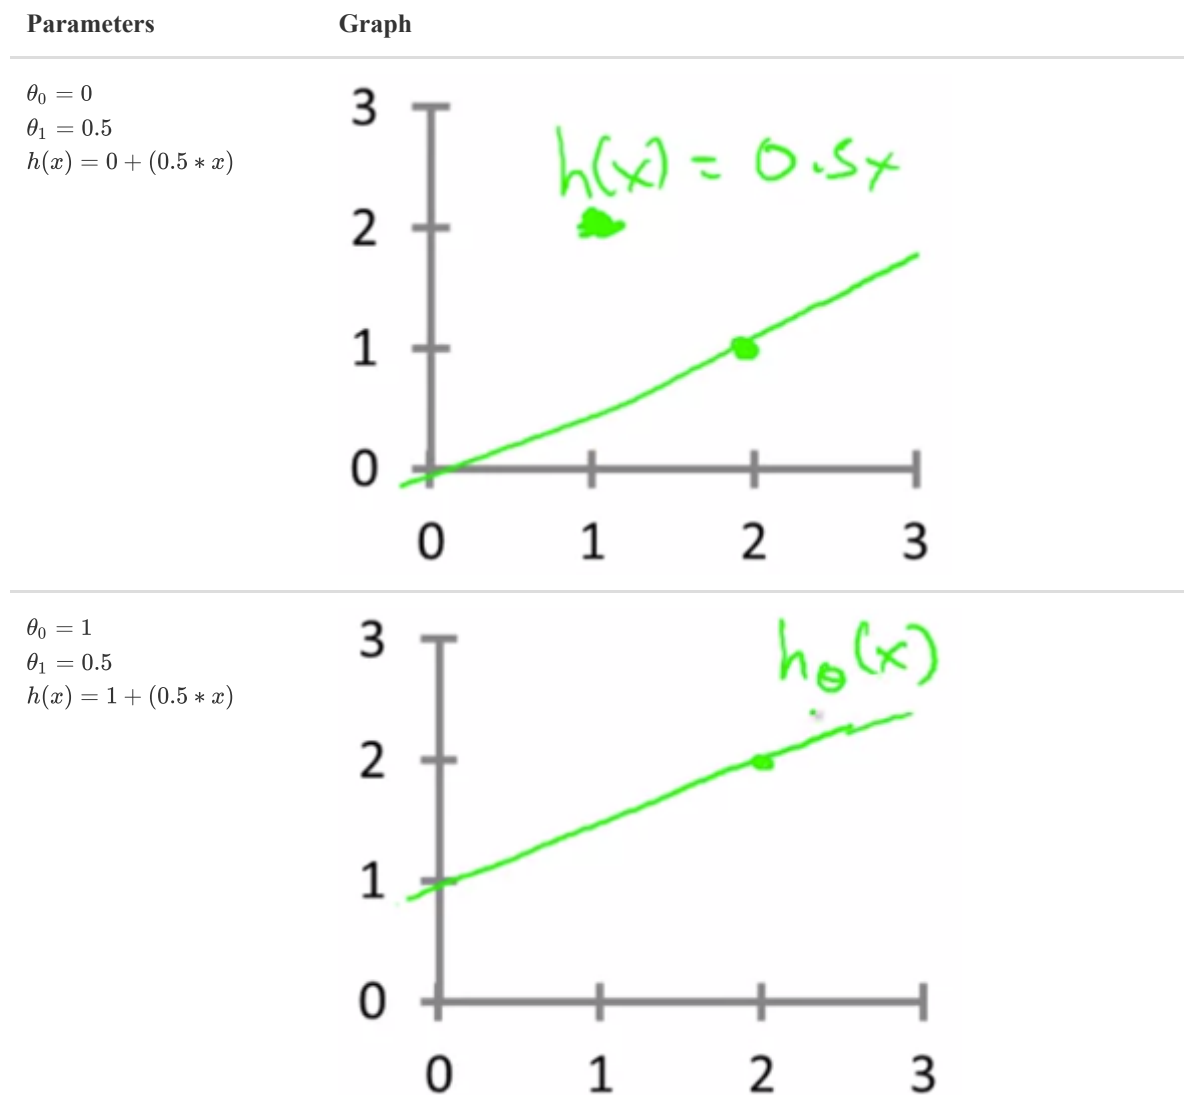 Parameters Graph
θ₀ = 0
θ₁ = 0.5
h(x) = 0 + (0.5 ∗ x)
3
h(x) = 0.5x
2
1
0
0 1 2 3
θ₀ = 1
θ₁ = 0.5
h(x) = 1 + (0.5 ∗ x)
3
h_θ(x)
2
1
0
0 1 2 3